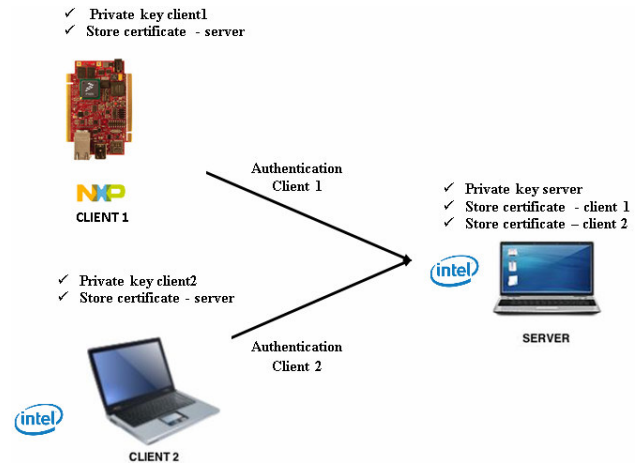 ✓ Private key client1
✓ Store certificate - server
NXP
CLIENT 1
Authentication
Client 1
✓ Private key server
✓ Store certificate - client 1
✓ Store certificate – client 2
intel
SERVER
✓ Private key client2
✓ Store certificate - server
Authentication
Client 2
intel
CLIENT 2